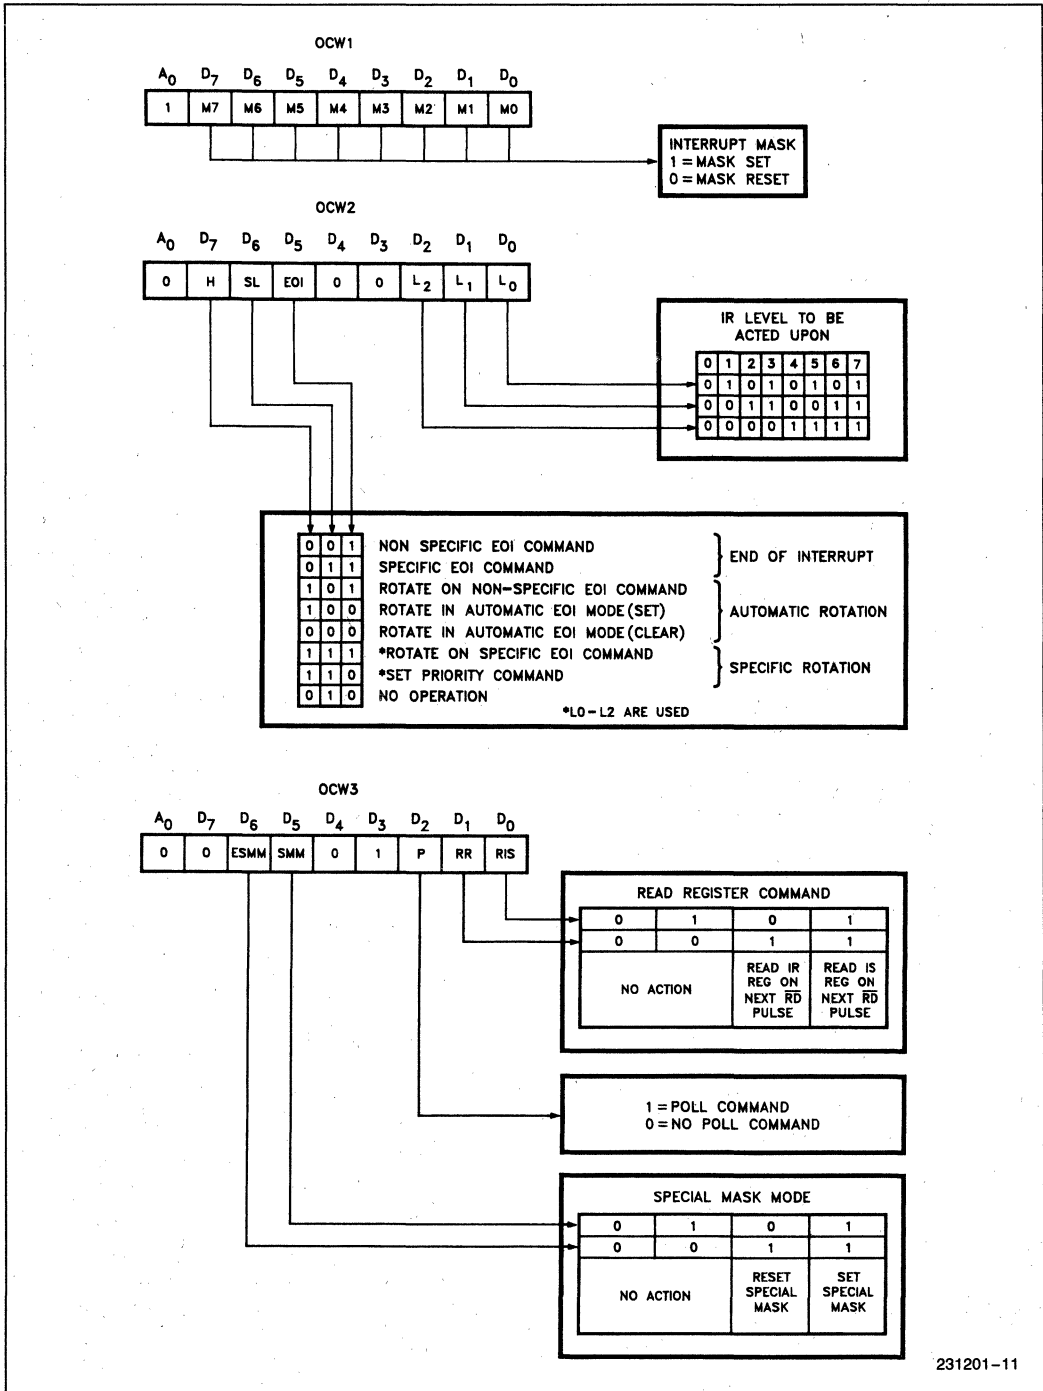 OCW1
A0 D7 D6 D5 D4 D3 D2 D1 D0
1 M7 M6 M5 M4 M3 M2 M1 M0
INTERRUPT MASK
1 = MASK SET
0 = MASK RESET
OCW2
A0 D7 D6 D5 D4 D3 D2 D1 D0
0 H SL EOI 0 0 L2 L1 L0
IR LEVEL TO BE
ACTED UPON
0 1 2 3 4 5 6 7
0 1 0 1 0 1 0 1
0 0 1 1 0 0 1 1
0 0 0 0 1 1 1 1
0 0 1 NON SPECIFIC EOI COMMAND
0 1 1 SPECIFIC EOI COMMAND
END OF INTERRUPT
1 0 1 ROTATE ON NON-SPECIFIC EOI COMMAND
1 0 0 ROTATE IN AUTOMATIC EOI MODE (SET)
0 0 0 ROTATE IN AUTOMATIC EOI MODE (CLEAR)
AUTOMATIC ROTATION
1 1 1 *ROTATE ON SPECIFIC EOI COMMAND
1 1 0 *SET PRIORITY COMMAND
SPECIFIC ROTATION
0 1 0 NO OPERATION
*L0-L2 ARE USED
OCW3
A0 D7 D6 D5 D4 D3 D2 D1 D0
0 0 ESMM SMM 0 1 P RR RIS
READ REGISTER COMMAND
0 1 0 1
0 0 1 1
NO ACTION
READ IR
REG ON
NEXT RD
PULSE
READ IS
REG ON
NEXT RD
PULSE
1 = POLL COMMAND
0 = NO POLL COMMAND
SPECIAL MASK MODE
0 1 0 1
0 0 1 1
NO ACTION
RESET
SPECIAL
MASK
SET
SPECIAL
MASK
231201-11